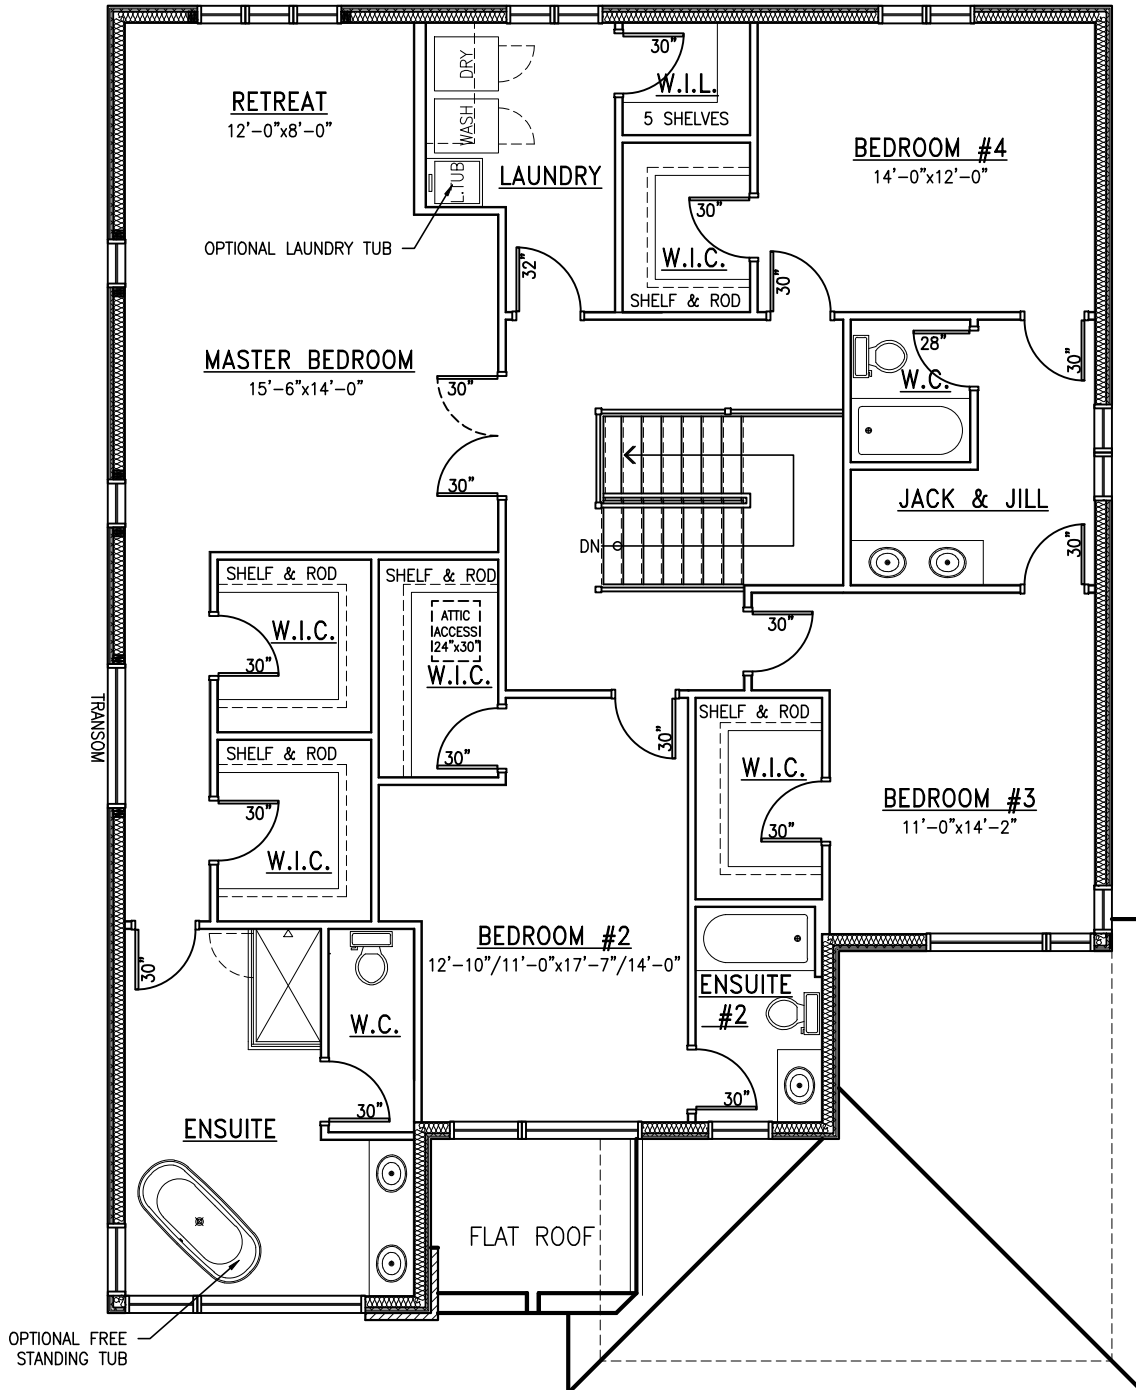 RETREAT
12'-0"x8'-0"
DRY
WASH
L.TUB
LAUNDRY
OPTIONAL LAUNDRY TUB
30"
W.I.L.
5 SHELVES
BEDROOM #4
14'-0"x12'-0"
30"
W.I.C.
SHELF & ROD
32"
30"
MASTER BEDROOM
15'-6"x14'-0"
30"
30"
28"
W.C.
30"
JACK & JILL
30"
DN
SHELF & ROD
W.I.C.
30"
SHELF & ROD
ATTIC
ACCESS
24"x30"
W.I.C.
30"
30"
30"
TRANSOM
SHELF & ROD
30"
W.I.C.
SHELF & ROD
W.I.C.
30"
BEDROOM #3
11'-0"x14'-2"
BEDROOM #2
12'-10"/11'-0"x17'-7"/14'-0"
30"
W.C.
30"
ENSUITE
#2
30"
ENSUITE
FLAT ROOF
OPTIONAL FREE
STANDING TUB